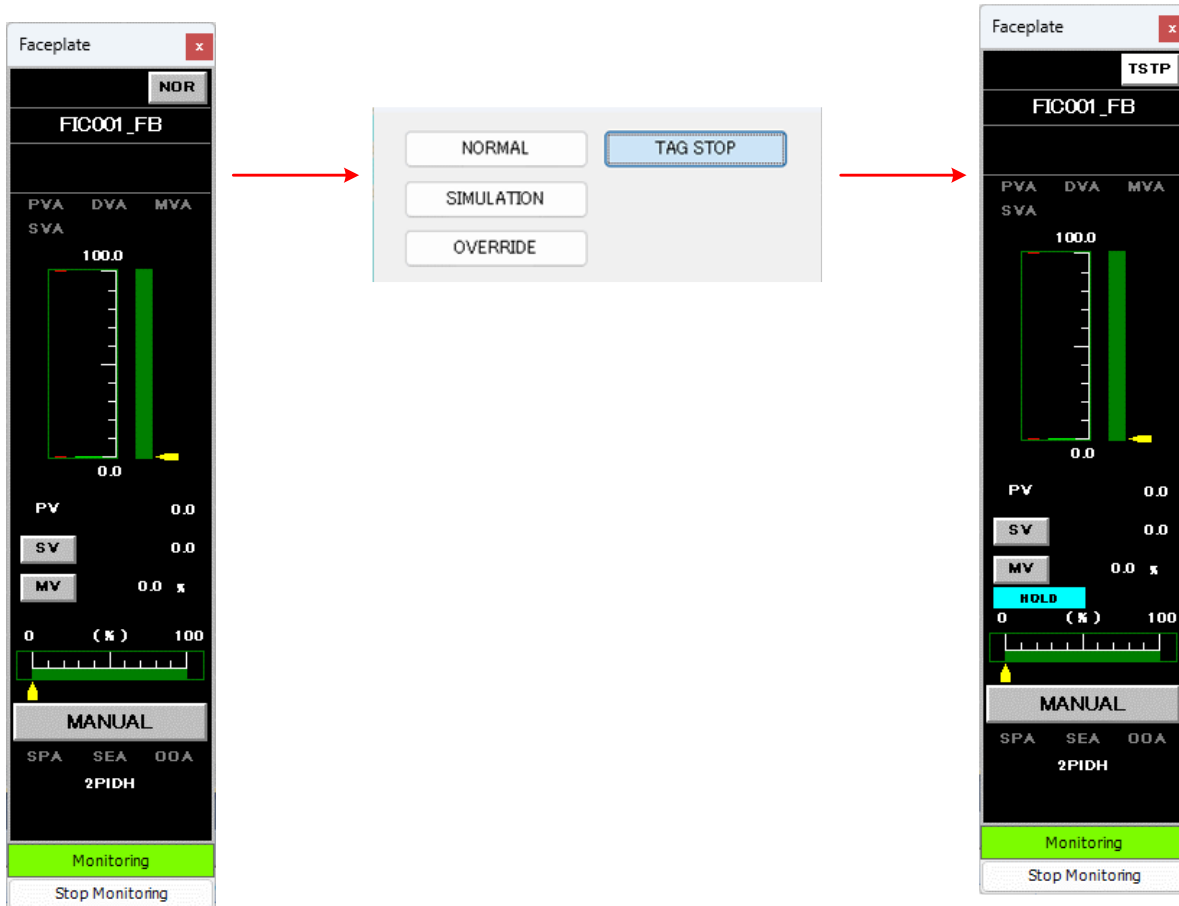 Faceplate
x
NOR
FIC001_FB
PVA DVA MVA
SVA
100.0
0.0
PV 0.0
SV 0.0
MV 0.0 %
0 (%) 100
MANUAL
SPA SEA OOA
2PIDH
Monitoring
Stop Monitoring
NORMAL TAG STOP
SIMULATION
OVERRIDE
Faceplate
x
TSTP
FIC001_FB
PVA DVA MVA
SVA
100.0
0.0
PV 0.0
SV 0.0
MV 0.0 %
HOLD
0 (%) 100
MANUAL
SPA SEA OOA
2PIDH
Monitoring
Stop Monitoring